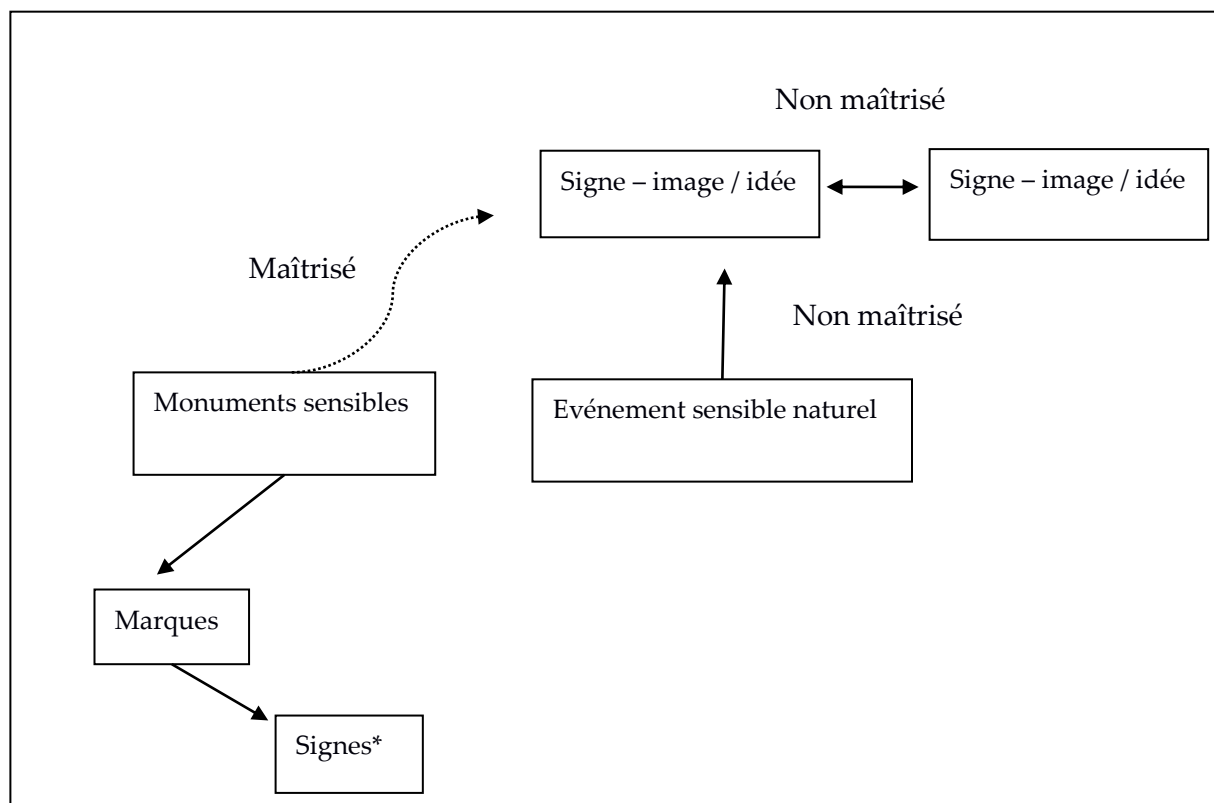 Non maîtrisé
Signe – image / idée
Signe – image / idée
Maîtrisé
Non maîtrisé
Monuments sensibles
Evénement sensible naturel
Marques
Signes*